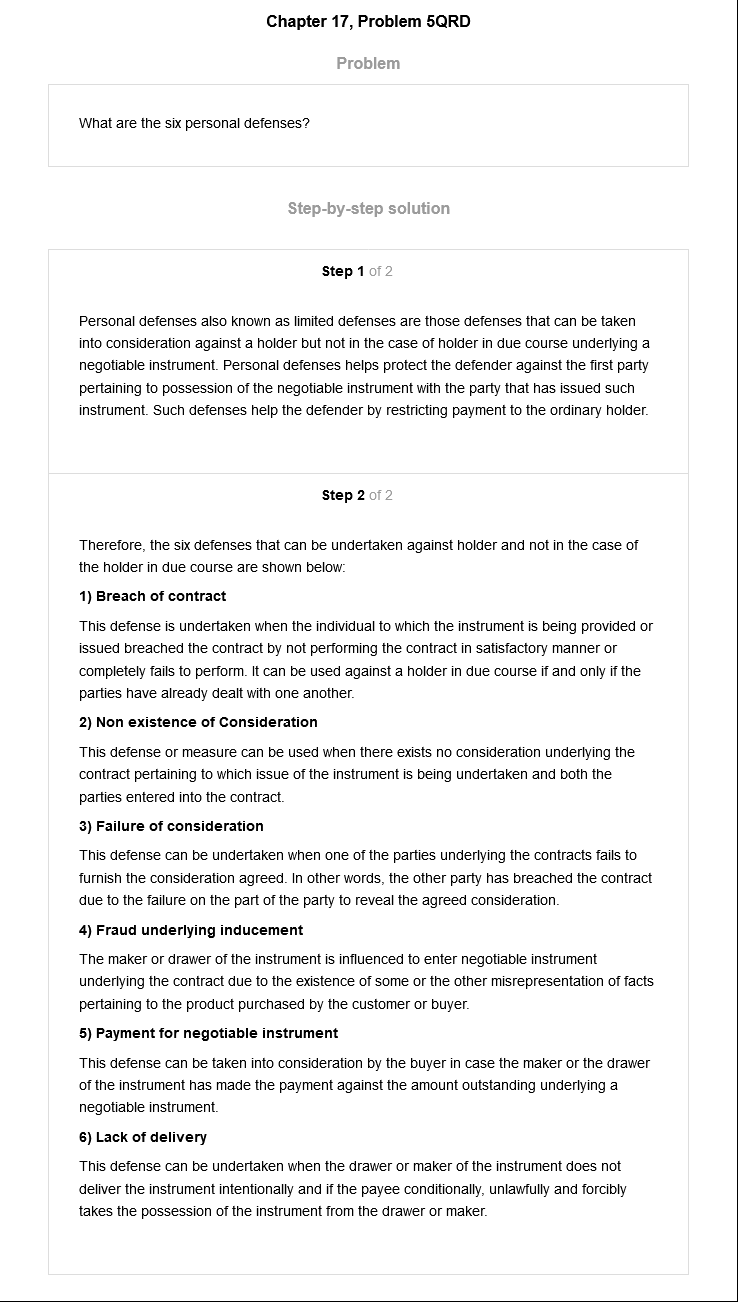 Chapter 17, Problem 5QRD
Problem
What are the six personal defenses?
Step-by-step solution
Step 1 of 2
Personal defenses also known as limited defenses are those defenses that can be taken
into consideration against a holder but not in the case of holder in due course underlying a
negotiable instrument. Personal defenses helps protect the defender against the first party
pertaining to possession of the negotiable instrument with the party that has issued such
instrument. Such defenses help the defender by restricting payment to the ordinary holder.
Step 2 of 2
Therefore, the six defenses that can be undertaken against holder and not in the case of
the holder in due course are shown below:
1) Breach of contract
This defense is undertaken when the individual to which the instrument is being provided or
issued breached the contract by not performing the contract in satisfactory manner or
completely fails to perform. It can be used against a holder in due course if and only if the
parties have already dealt with one another.
2) Non existence of Consideration
This defense or measure can be used when there exists no consideration underlying the
contract pertaining to which issue of the instrument is being undertaken and both the
parties entered into the contract.
3) Failure of consideration
This defense can be undertaken when one of the parties underlying the contracts fails to
furnish the consideration agreed. In other words, the other party has breached the contract
due to the failure on the part of the party to reveal the agreed consideration.
4) Fraud underlying inducement
The maker or drawer of the instrument is influenced to enter negotiable instrument
underlying the contract due to the existence of some or the other misrepresentation of facts
pertaining to the product purchased by the customer or buyer.
5) Payment for negotiable instrument
This defense can be taken into consideration by the buyer in case the maker or the drawer
of the instrument has made the payment against the amount outstanding underlying a
negotiable instrument.
6) Lack of delivery
This defense can be undertaken when the drawer or maker of the instrument does not
deliver the instrument intentionally and if the payee conditionally, unlawfully and forcibly
takes the possession of the instrument from the drawer or maker.